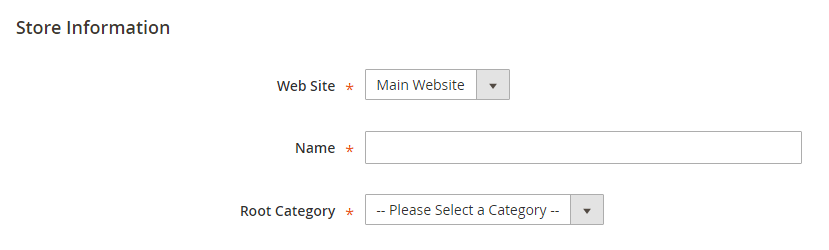 Store Information
Web Site * Main Website
Name *
Root Category * -- Please Select a Category --